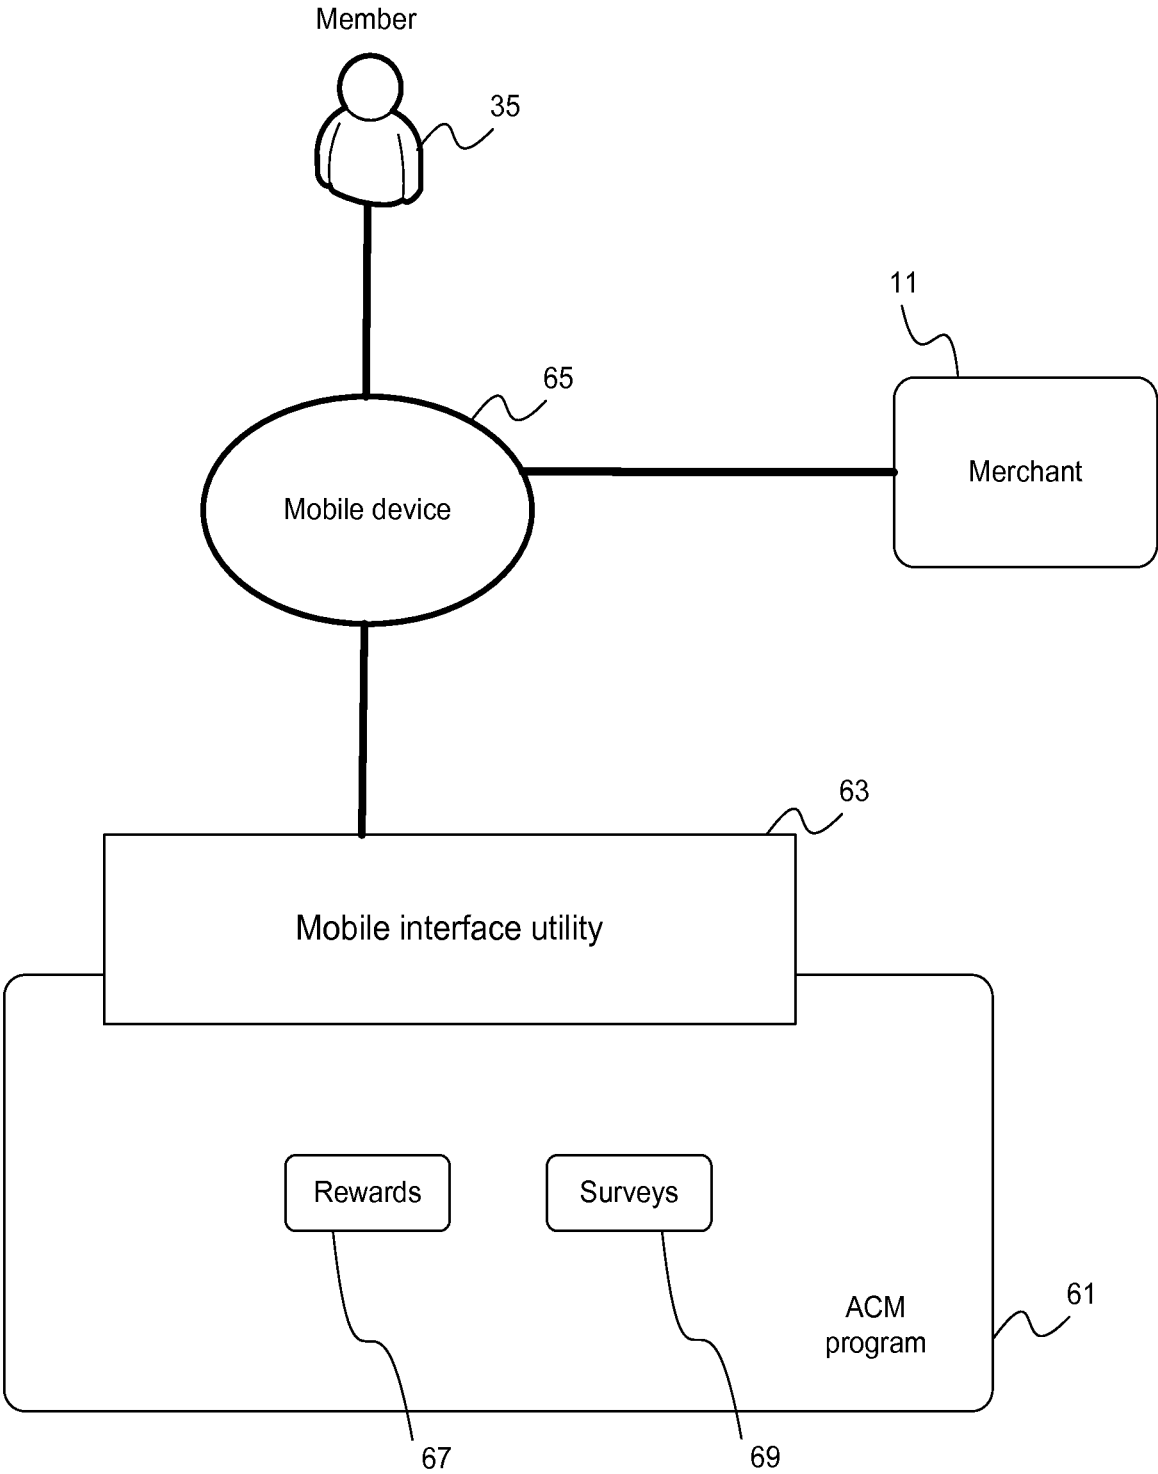 Member
35
11
65
Merchant
Mobile device
63
Mobile interface utility
Rewards
Surveys
61
ACM
program
67
69